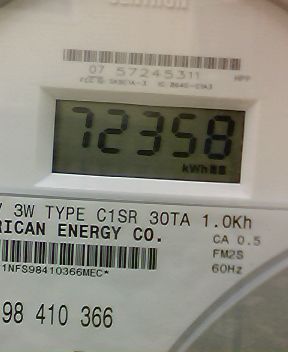 07 57245311
72358
kWh
3W TYPE C1SR 30TA 1.0Kh
RICAN ENERGY CO.
CA 0.5
FM2S
60Hz
1NFS98410366MEC*
98 410 366